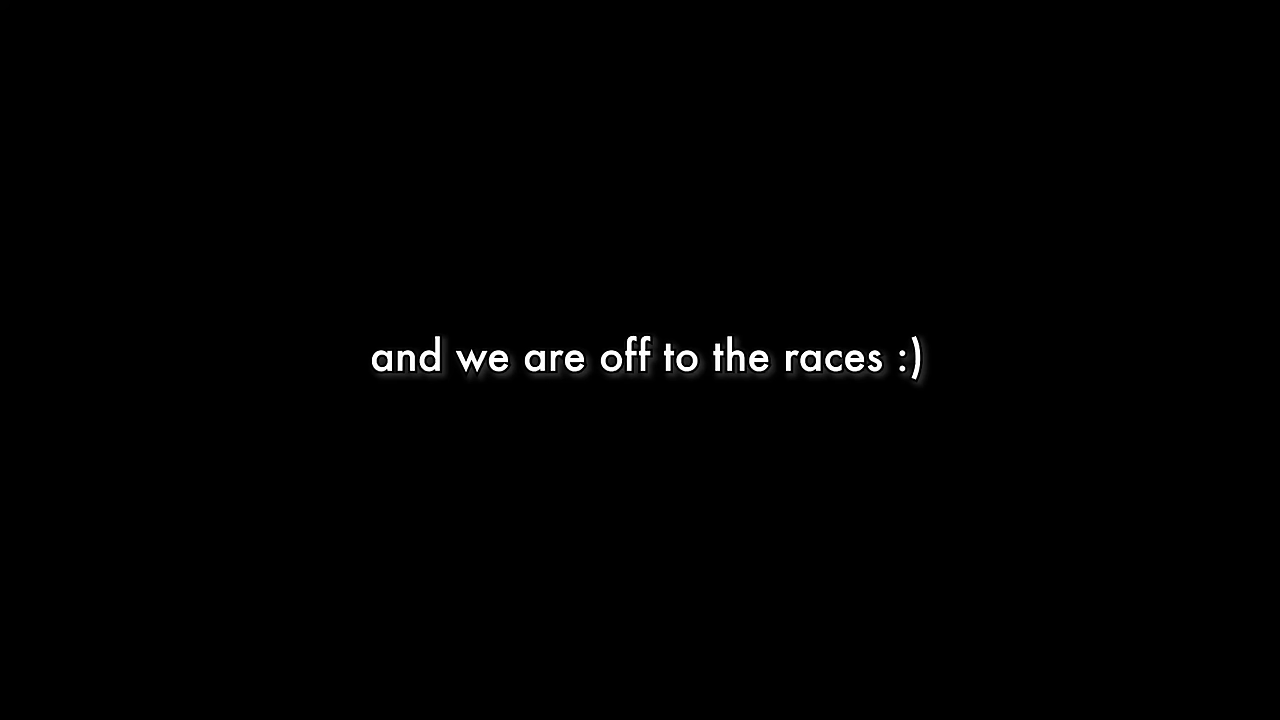 and we are off to the races :)